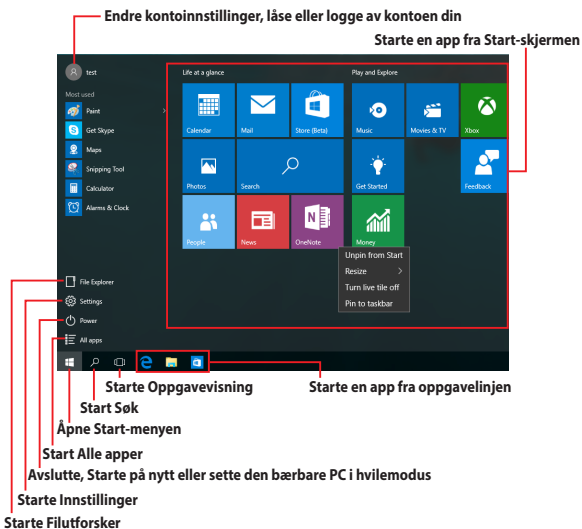 Endre kontoinnstillinger, låse eller logge av kontoen din
Starte en app fra Start-skjermen
test
Most used
Paint
Get Skype
Maps
Snipping Tool
Calculator
Alarms & Clock
File Explorer
Settings
Power
All apps
Life at a glance
Play and Explore
Calendar
Mail
Store (Beta)
Music
Movies & TV
Xbox
Photos
Search
Get Started
Feedback
People
News
OneNote
Money
Unpin from Start
Resize
Turn live tile off
Pin to taskbar
Starte Oppgavevisning
Starte en app fra oppgavelinjen
Start Søk
Åpne Start-menyen
Start Alle apper
Avslutte, Starte på nytt eller sette den bærbare PC i hvilemodus
Starte Innstillinger
Starte Filutforsker